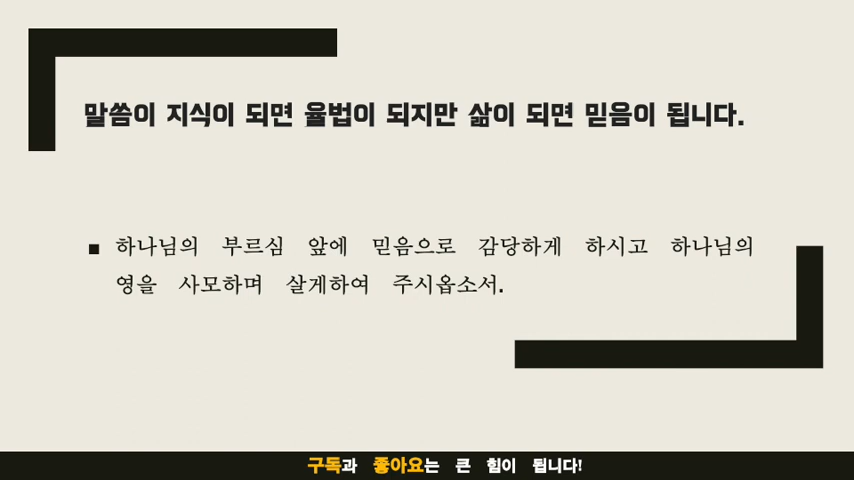 말씀이 지식이 되면 율법이 되지만 삶이 되면 믿음이 됩니다.
■ 하나님의 부르심 앞에 믿음으로 감당하게 하시고 하나님의
영을 사모하며 살게하여 주시옵소서.
구독과 좋아요는 큰 힘이 됩니다!